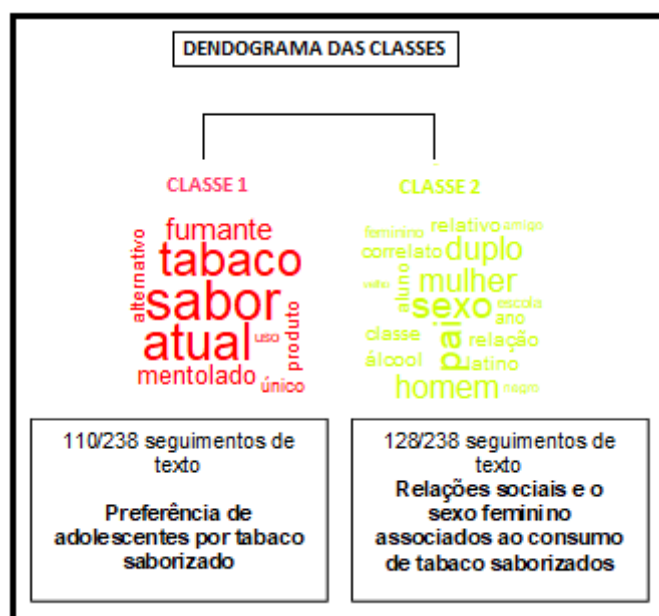 DENDOGRAMA DAS CLASSES
CLASSE 1
CLASSE 2
fumante
alternativo
tabaco
sabor
atual
uso
produto
mentolado
único
feminino
relativo
amigo
correlato
duplo
velho
aluno
mulher
sexo
escola
ano
classe
pai
relação
álcool
latino
homem
negro
110/238 seguimentos de
texto
Preferência de
adolescentes por tabaco
saborizado
128/238 seguimentos de
texto
Relações sociais e o
sexo feminino
associados ao consumo
de tabaco saborizados